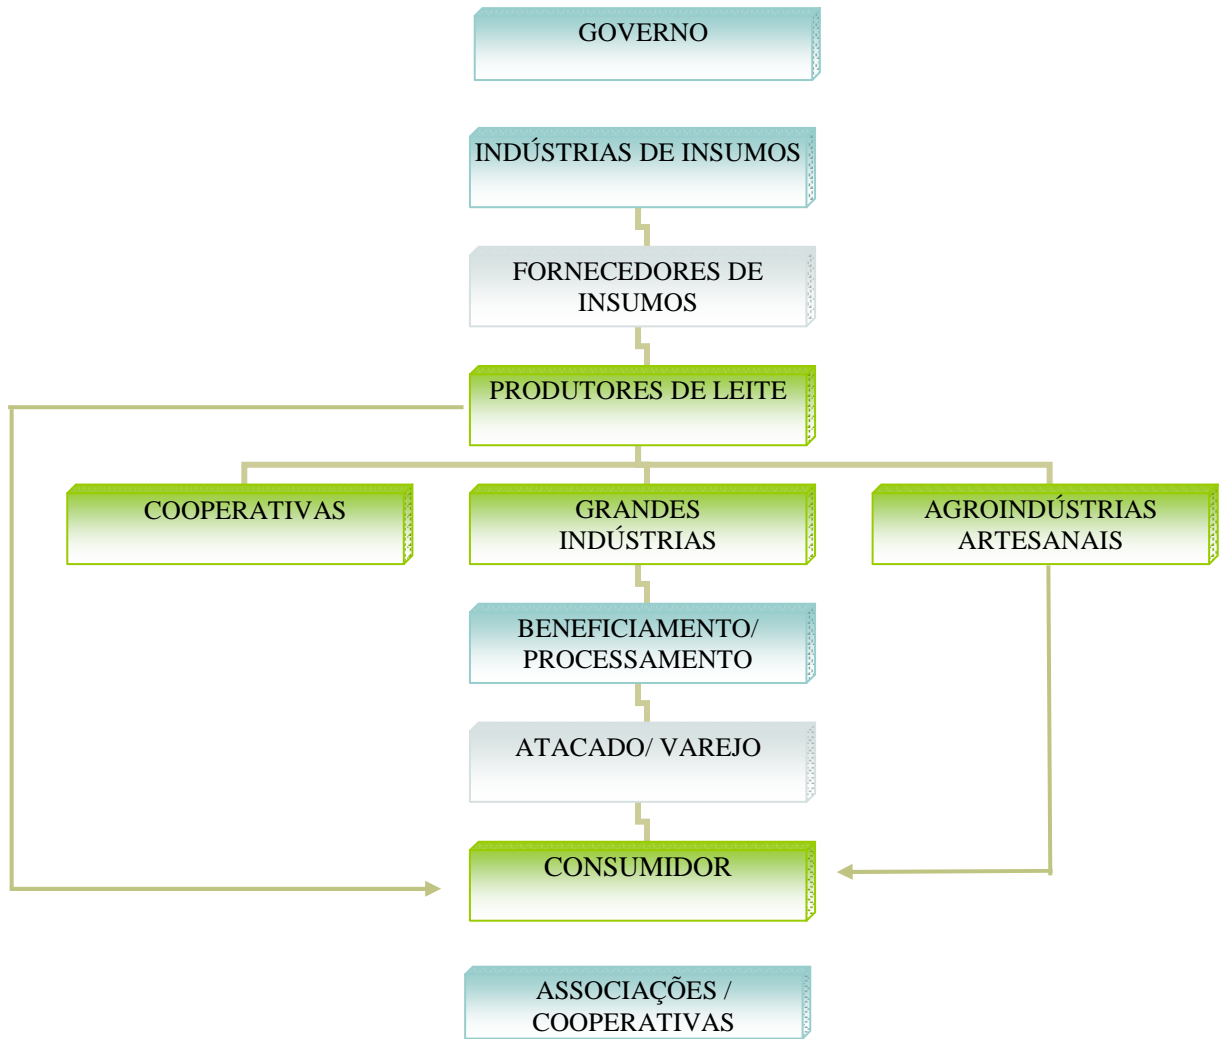 GOVERNO
INDÚSTRIAS DE INSUMOS
FORNECEDORES DE
INSUMOS
PRODUTORES DE LEITE
COOPERATIVAS
GRANDES
INDÚSTRIAS
AGROINDÚSTRIAS
ARTESANAIS
BENEFICIAMENTO/
PROCESSAMENTO
ATACADO/ VAREJO
CONSUMIDOR
ASSOCIAÇÕES /
COOPERATIVAS